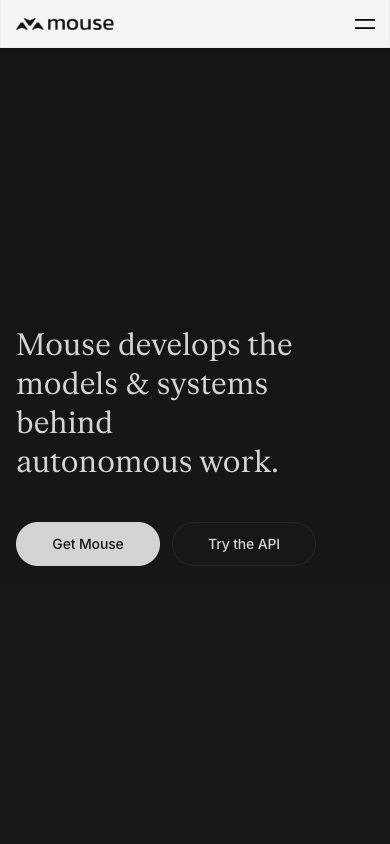 mouse
Mouse develops the
models & systems
behind
autonomous work.
Get Mouse
Try the API